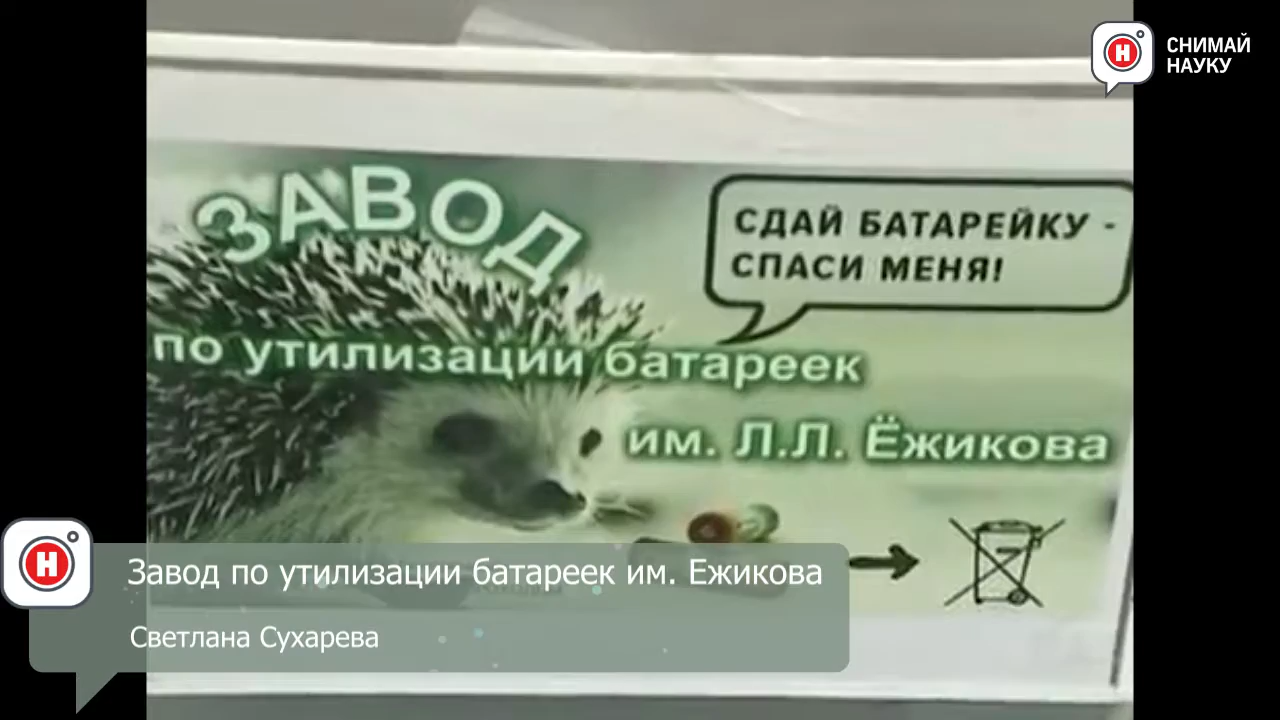 СНИМАЙ
НАУКУ
ЗАВОД
по утилизации батареек
им. Л.Л. Ёжикова
СДАЙ БАТАРЕЙКУ -
СПАСИ МЕНЯ!
Н
Завод по утилизации батареек им. Ежикова
Светлана Сухарева